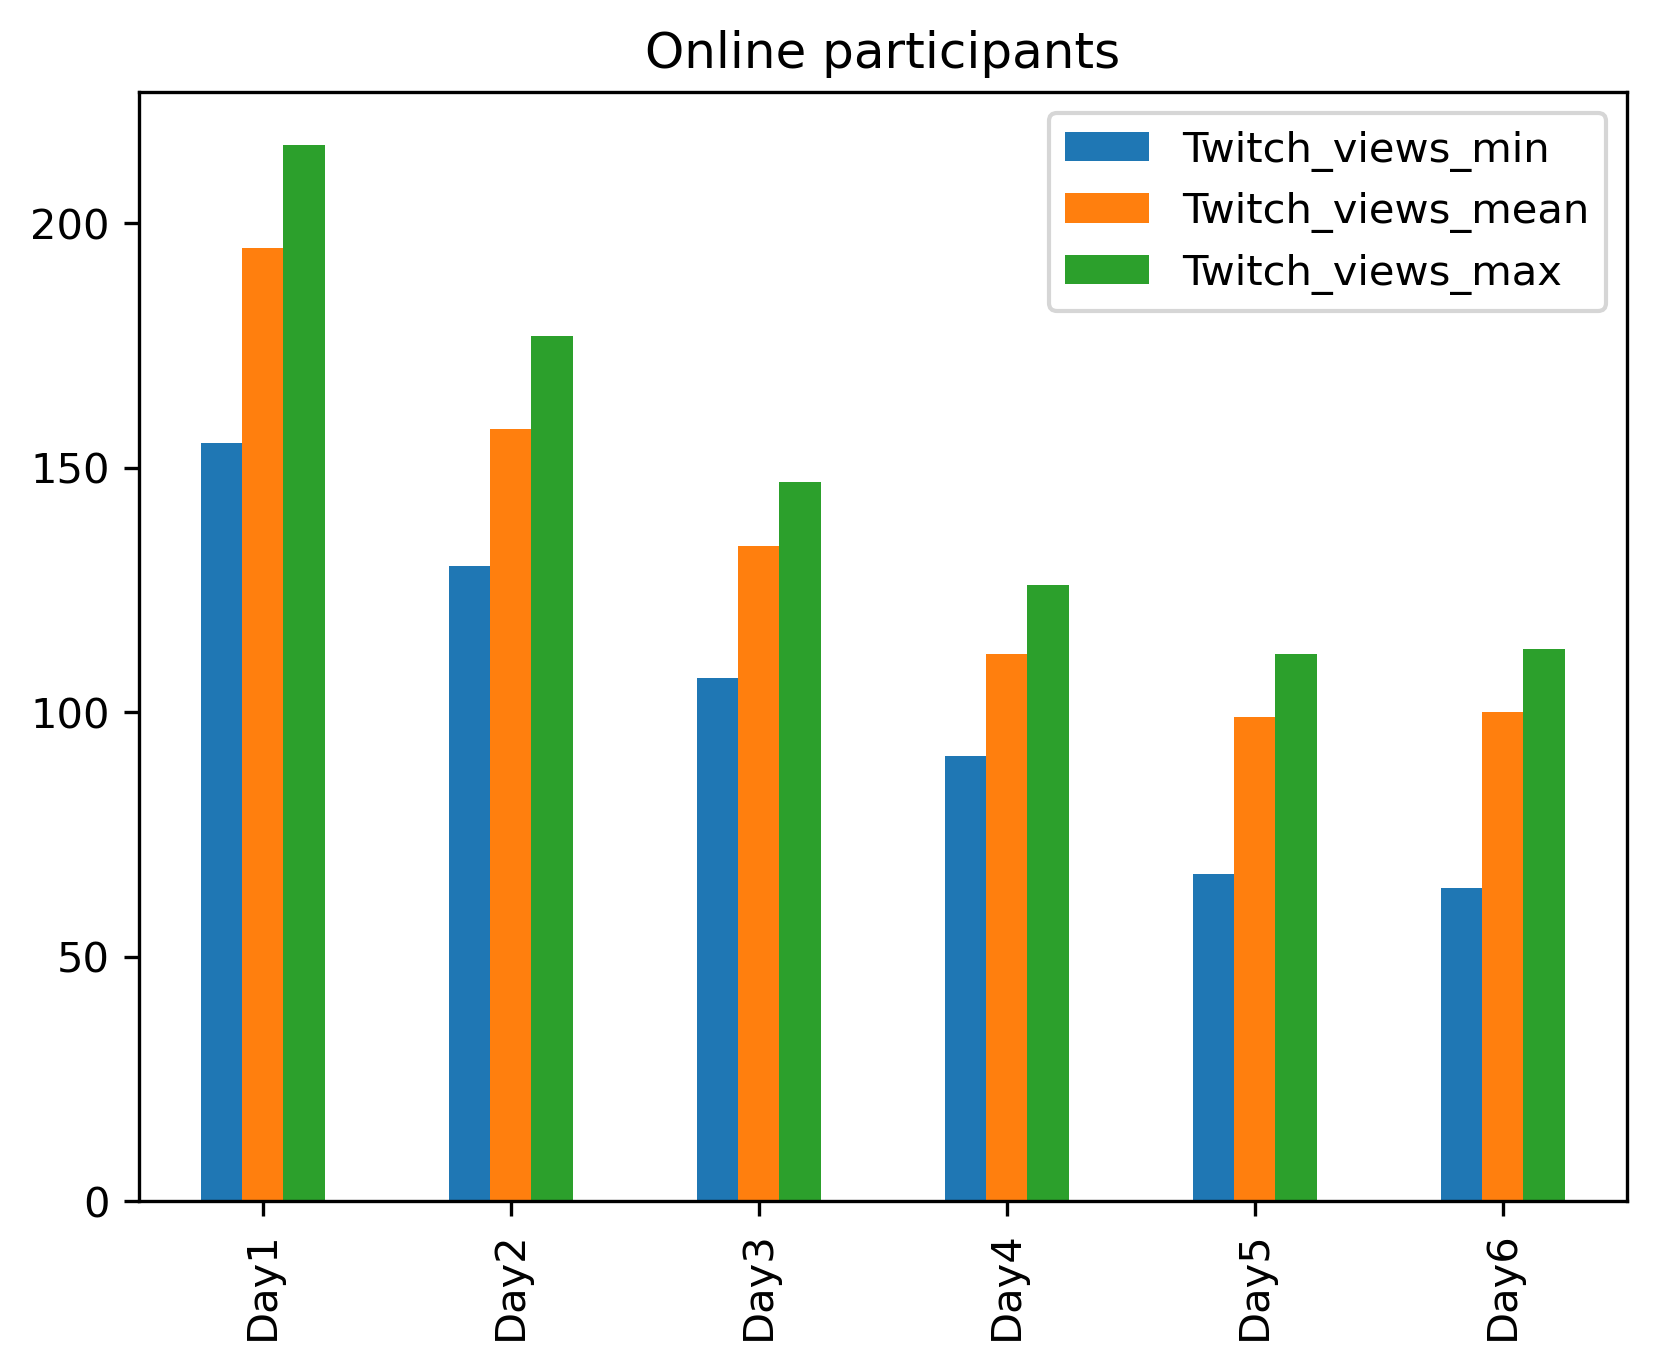 Online participants
Twitch_views_min
Twitch_views_mean
Twitch_views_max
200
150
100
50
0
Day1
Day2
Day3
Day4
Day5
Day6